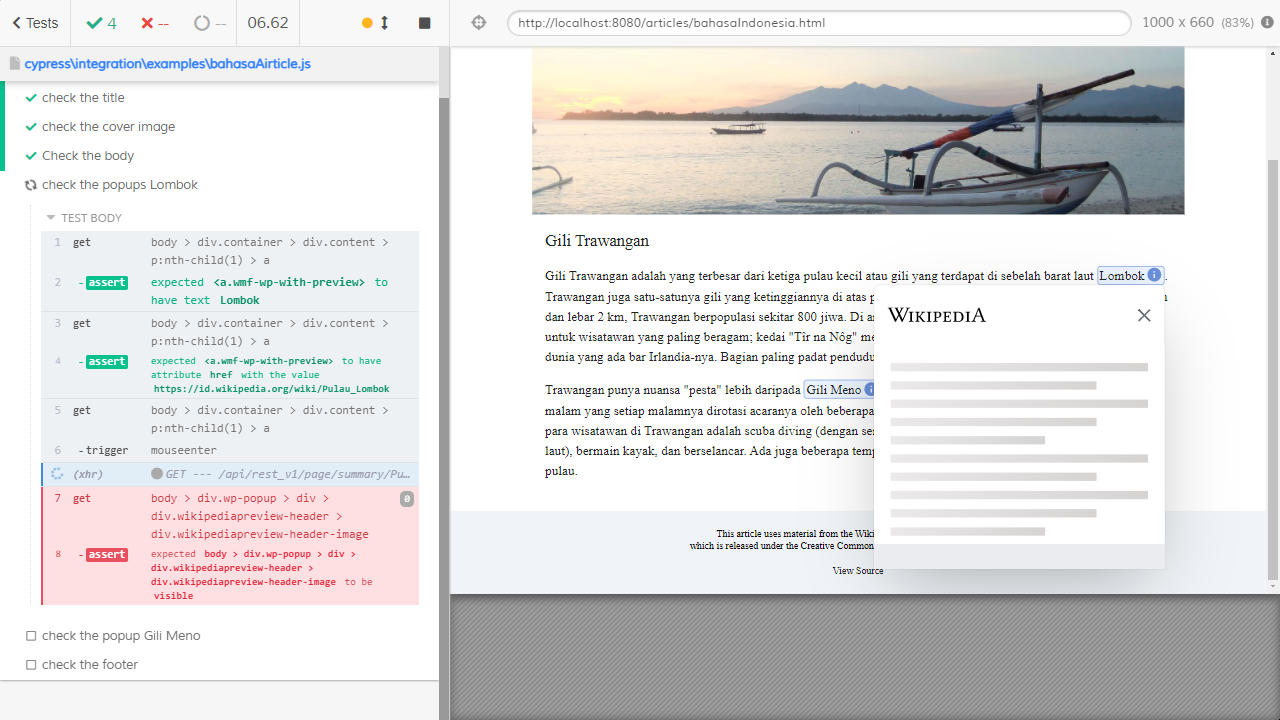 Tests
4
--
--
06.62
http://localhost:8080/articles/bahasaIndonesia.html
1000 x 660 (83%)
cypress\integration\examples\bahasaAirticle.js
check the title
check the cover image
Check the body
check the popups Lombok
TEST BODY
1 get body > div.container > div.content >
p:nth-child(1) > a
2 -assert expected <a.wmf-wp-with-preview> to
have text Lombok
3 get body > div.container > div.content >
p:nth-child(1) > a
4 -assert expected <a.wmf-wp-with-preview> to have
attribute href with the value
https://id.wikipedia.org/wiki/Pulau_Lombok
5 get body > div.container > div.content >
p:nth-child(1) > a
6 -trigger mouseenter
(xhr) GET --- /api/rest_v1/page/summary/Pu…
7 get body > div.wp-popup > div > 0
div.wikipediapreview-header >
div.wikipediapreview-header-image
8 -assert expected body > div.wp-popup > div >
div.wikipediapreview-header >
div.wikipediapreview-header-image to be
visible
check the popup Gili Meno
check the footer
Gili Trawangan
Gili Trawangan adalah yang terbesar dari ketiga pulau kecil atau gili yang terdapat di sebelah barat laut Lombok .
Trawangan juga satu-satunya gili yang ketinggiannya di atas p
dan lebar 2 km, Trawangan berpopulasi sekitar 800 jiwa. Di a
untuk wisatawan yang paling beragam; kedai "Tîr na Nôg" me
dunia yang ada bar Irlandia-nya. Bagian paling padat pendudu
Trawangan punya nuansa "pesta" lebih daripada Gili Meno
malam yang setiap malamnya dirotasi acaranya oleh beberapa
para wisatawan di Trawangan adalah scuba diving (dengan se
laut), bermain kayak, dan berselancar. Ada juga beberapa temp
pulau.
WIKIPEDIA
This article uses material from the Wiki
which is released under the Creative Common
View Source